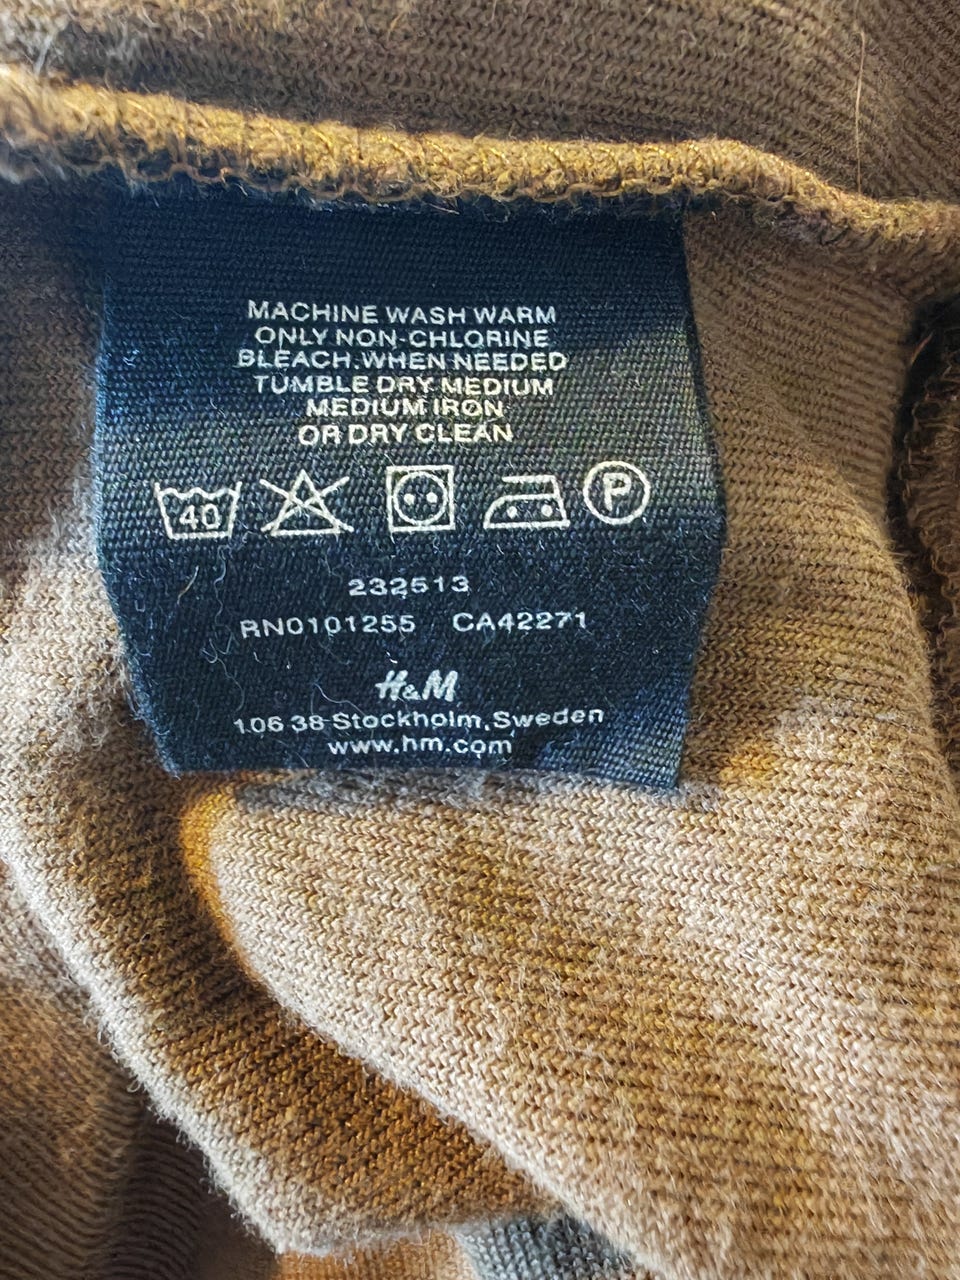 MACHINE WASH WARM
ONLY NON-CHLORINE
BLEACH.WHEN NEEDED
TUMBLE DRY MEDIUM
MEDIUM IRON
OR DRY CLEAN
40 P
232513
RN0101255 CA42271
H&M
106 38 Stockholm, Sweden
www.hm.com